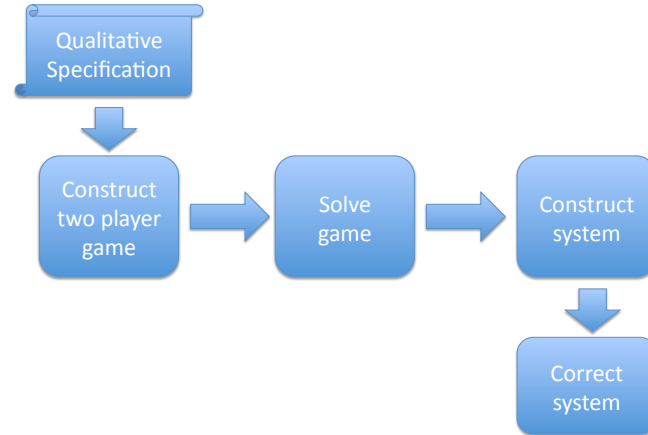 Qualitative
Specification
Construct
two player
game
Solve
game
Construct
system
Correct
system